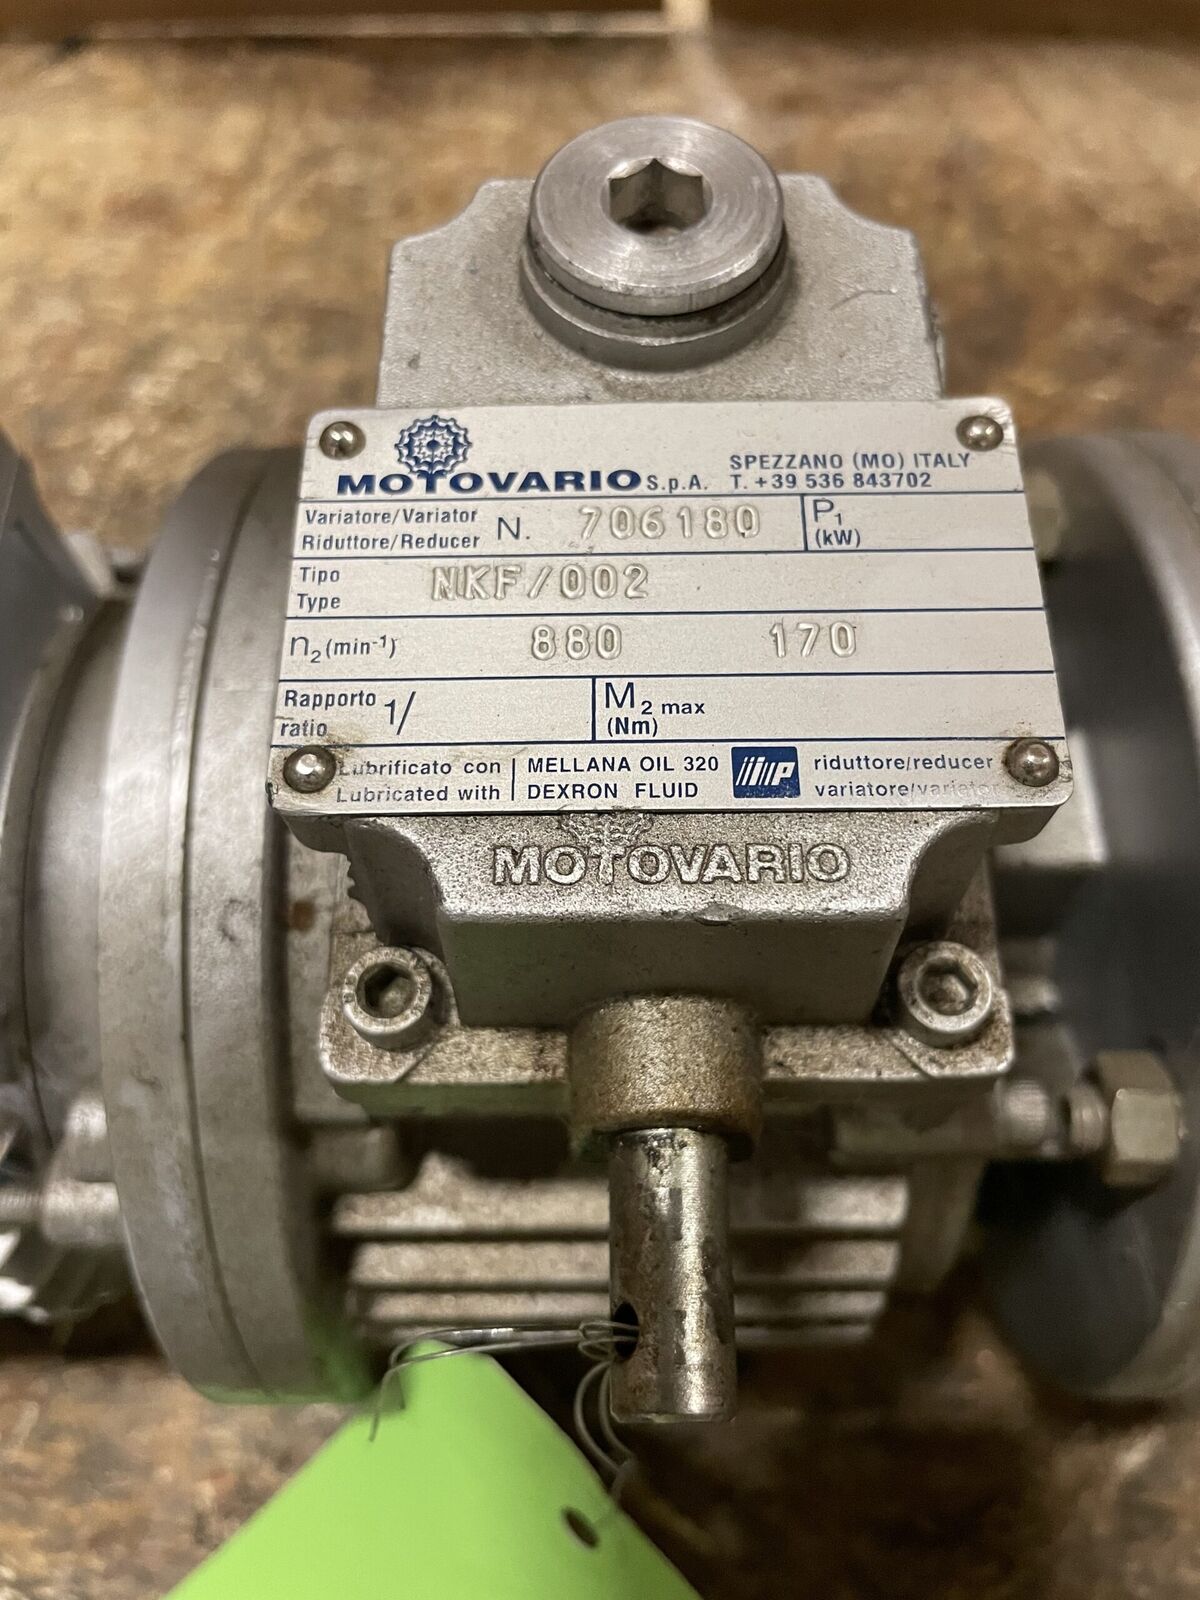 MOTOVARIO S.p.A. SPEZZANO (MO) ITALY
T. +39 536 843702
Variatore/Variator
Riduttore/Reducer N. 706180 P1 (kW)
Tipo
Type NKF/002
n2 (min-1) 880 170
Rapporto
ratio 1/ M2 max (Nm)
Lubrificato con MELLANA OIL 320 riduttore/reducer
Lubricated with DEXRON FLUID variatore/variator
MOTOVARIO